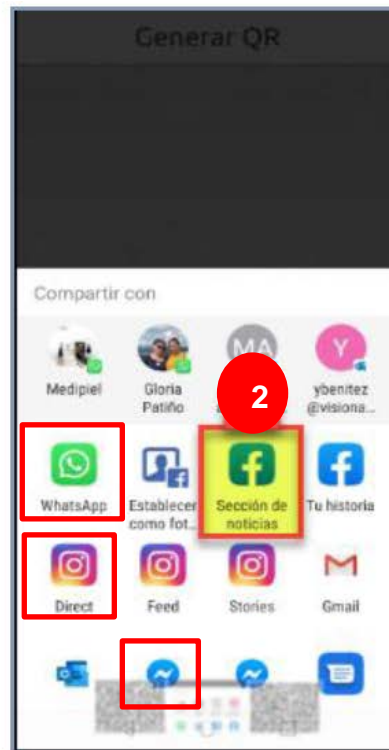 Generar QR
Compartir con
MA
Y
2
Medipiel
Gloria
Patiño
ybenitez
@visiona...
WhatsApp
Establecer
como fot...
Sección de
noticias
Tu historia
Direct
Feed
Stories
Gmail